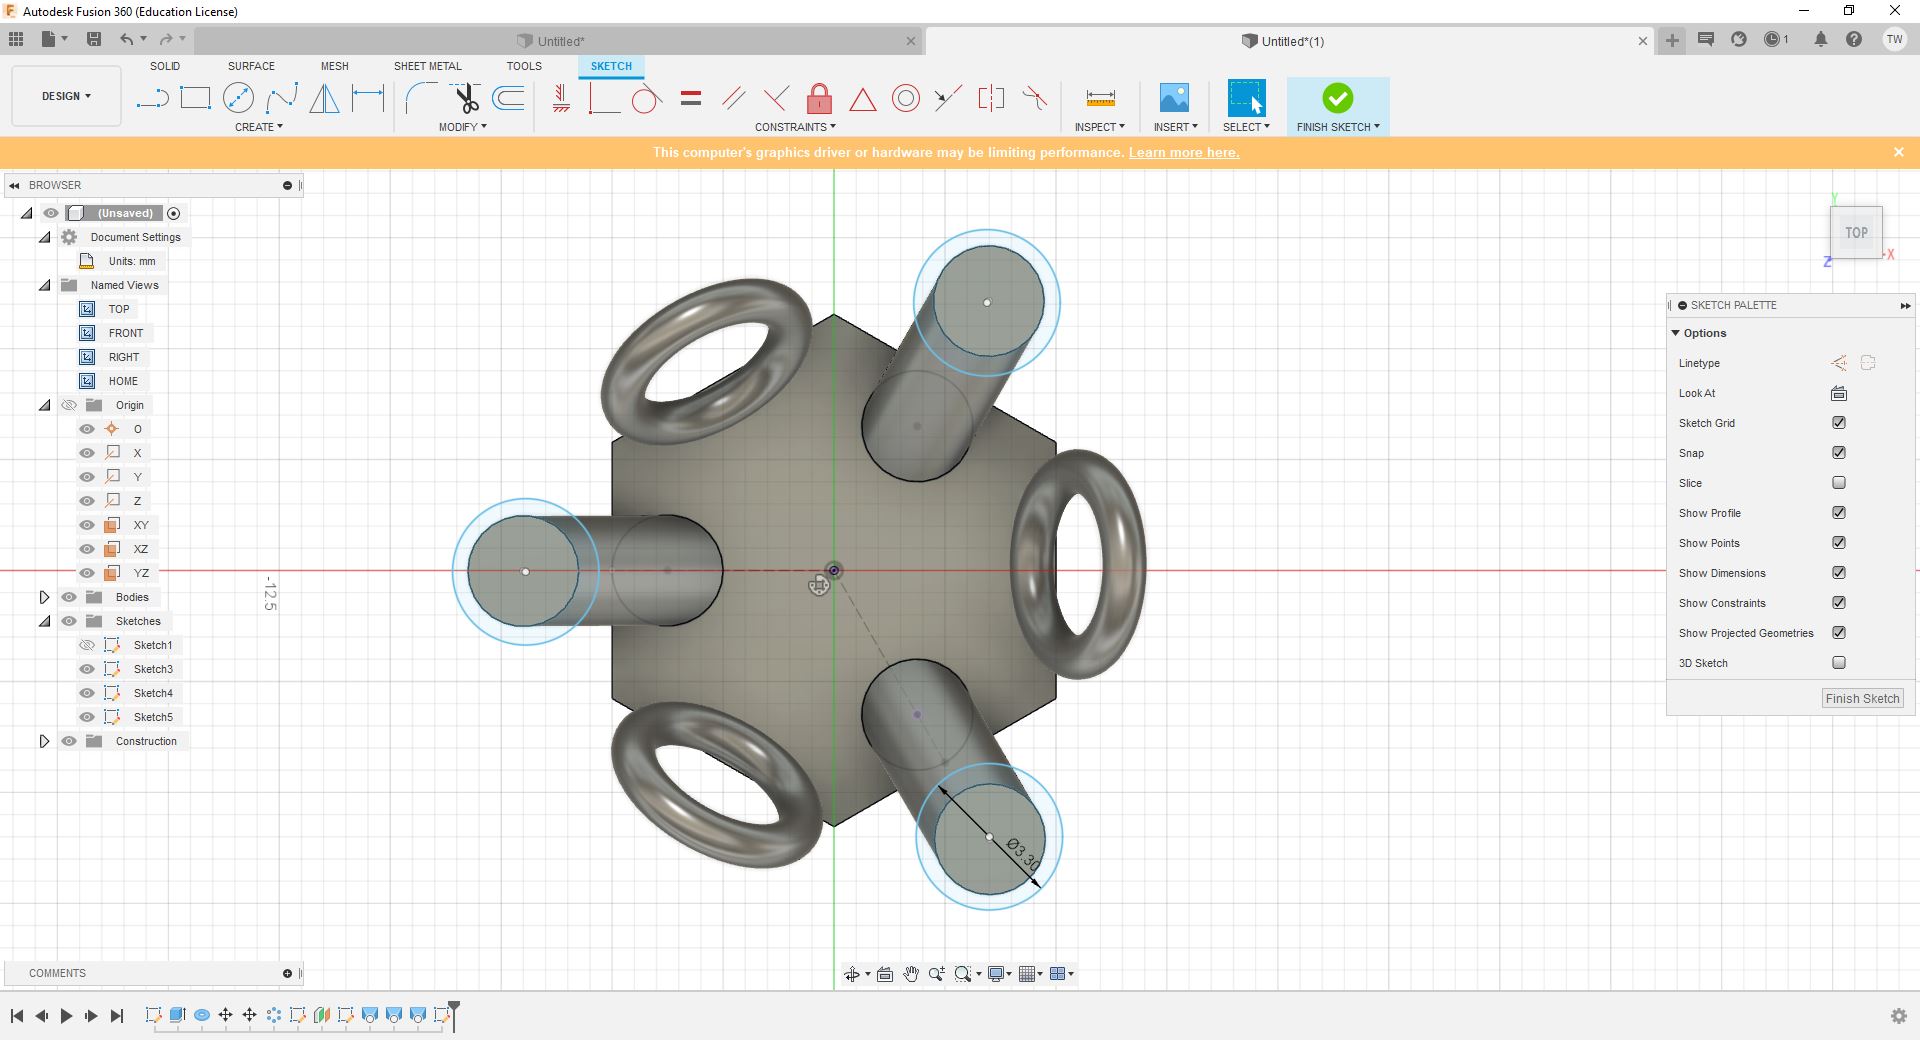 Autodesk Fusion 360 (Education License)
Untitled*
Untitled*(1)
1
TW
SOLID SURFACE MESH SHEET METAL TOOLS SKETCH
DESIGN
CREATE MODIFY CONSTRAINTS INSPECT INSERT SELECT FINISH SKETCH
This computer's graphics driver or hardware may be limiting performance. Learn more here.
BROWSER
(Unsaved)
Document Settings
Units: mm
Named Views
TOP
FRONT
RIGHT
HOME
Origin
O
X
Y
Z
XY
XZ
YZ
Bodies
Sketches
Sketch1
Sketch3
Sketch4
Sketch5
Construction
-12.5
Ø3.30
Y
TOP
X
Z
SKETCH PALETTE
Options
Linetype
Look At
Sketch Grid
Snap
Slice
Show Profile
Show Points
Show Dimensions
Show Constraints
Show Projected Geometries
3D Sketch
Finish Sketch
COMMENTS